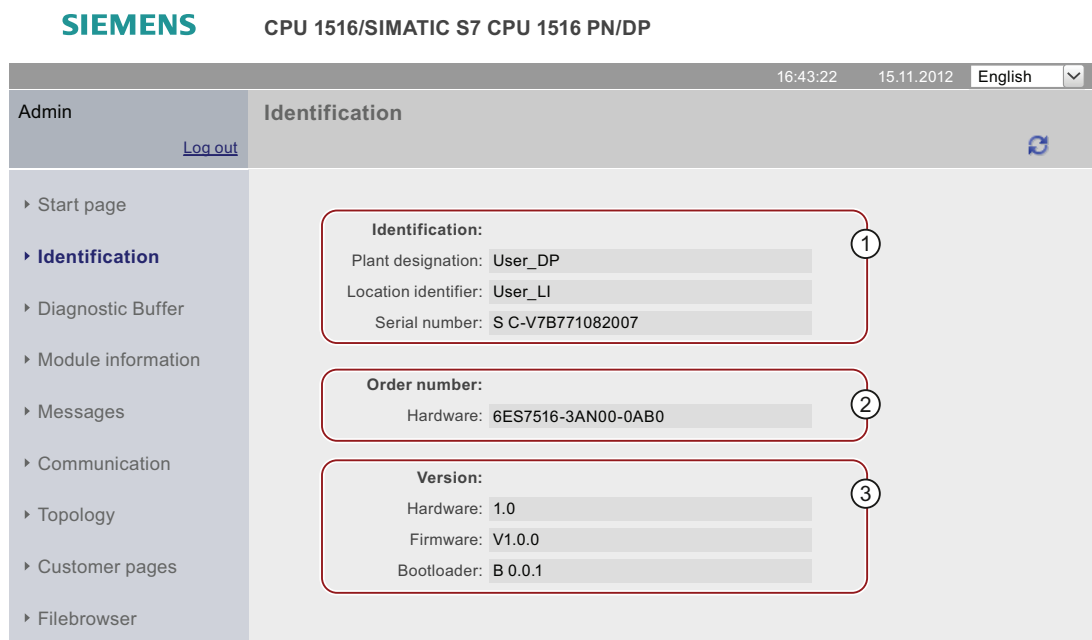 SIEMENS CPU 1516/SIMATIC S7 CPU 1516 PN/DP
16:43:22 15.11.2012 English
Admin
Log out
Identification
Start page
Identification
Diagnostic Buffer
Module information
Messages
Communication
Topology
Customer pages
Filebrowser
Identification:
1
Plant designation: User_DP
Location identifier: User_LI
Serial number: S C-V7B771082007
Order number:
2
Hardware: 6ES7516-3AN00-0AB0
Version:
3
Hardware: 1.0
Firmware: V1.0.0
Bootloader: B 0.0.1